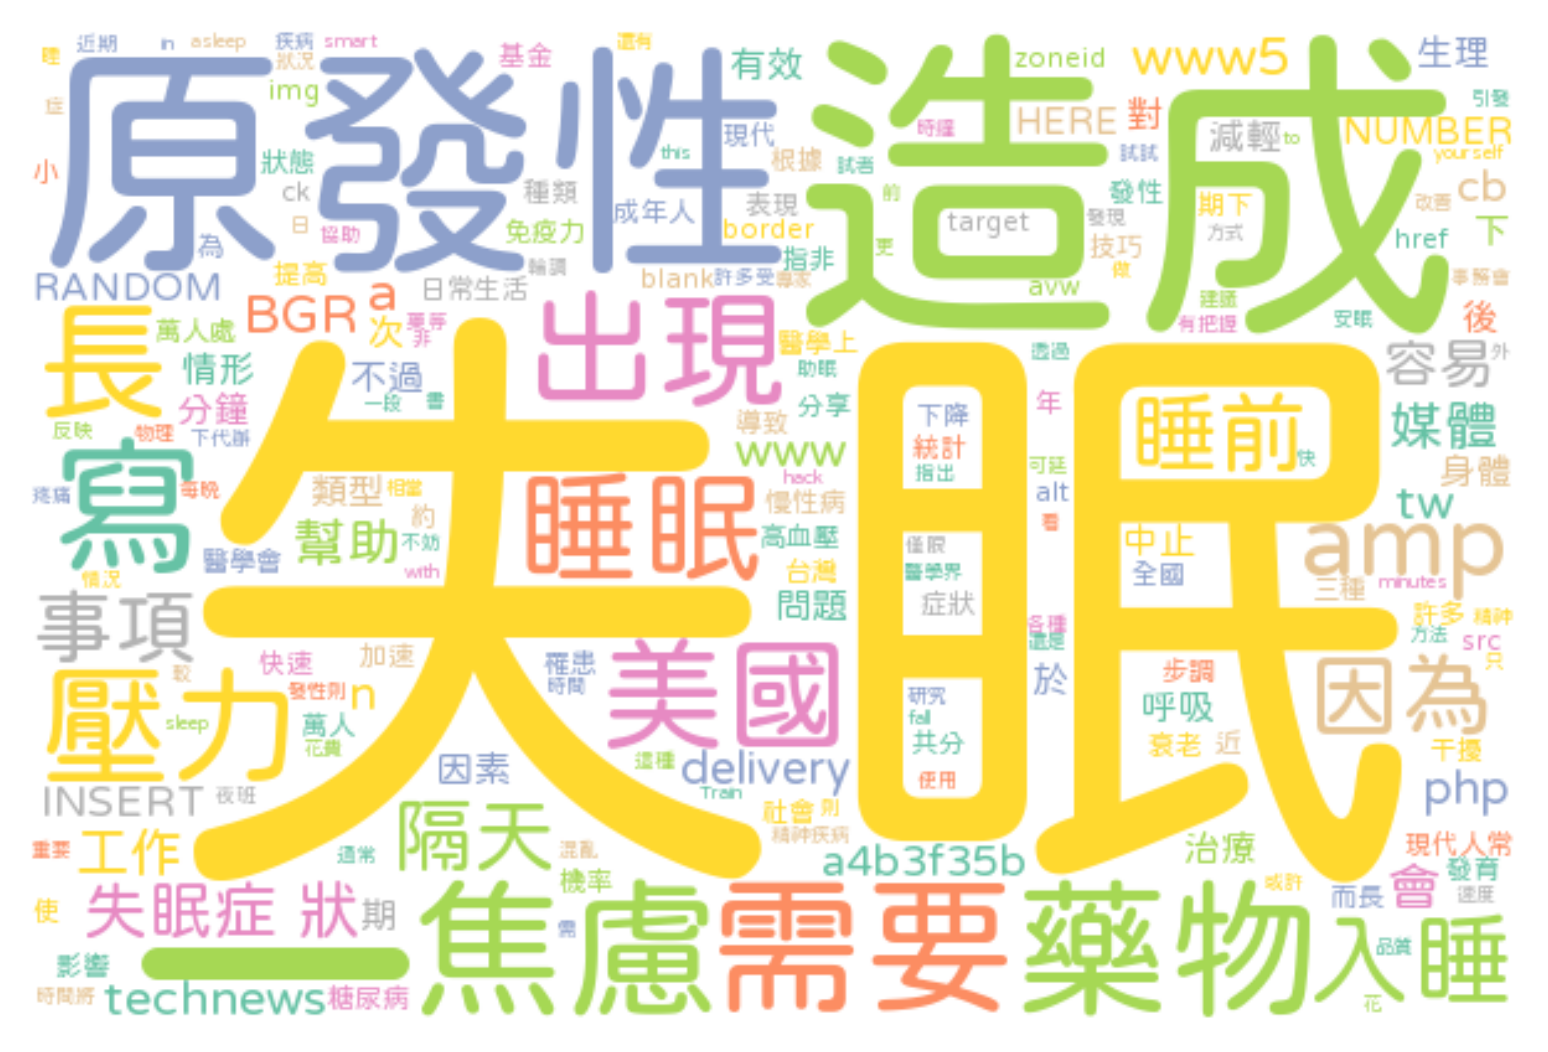 睡 近期 in asleep 疾病 smart 還有
狀況 基金 有效 zoneid www5 生理
原發性 造成
症 img 現代 時鐘 HERE 對 減輕 to NUMBER 引發
this 根據 試者 試試 yourself
小 狀態 ck 種類 成年人 表現 前 target 發性 期下 cb 改善
日 協助 免疫力 border 指非 更 發現 技巧 方式 href 下
為 輪調
RANDOM 提高 日常生活 blank 許多受 專家 avw 做 建議 事務會
BGR a 次 藥等 非 出現 有把握 安眠 後
長 萬人處 醫學上 透過 容易 外
情形 不過 助眠
分鐘 一段 書 導致 分享 下降 年 睡前 媒體
反映 物理 下代謝 www 統計 快
失眠
寫 hack 指出 可延 身體
疼痛 每晚 類型 相當 睡眠 慢性病 alt tw
約 高血壓 看
幫助 不妨 僅限 中止 amp
醫學會 with 台灣 醫學界 全國
情況 問題 症狀 三種 minutes
事項 各種 許多 精神
還是 方法 src
快速 加速 罹患 美國 步調 因為 只
較 發性則 n 時間 研究 於
壓力 sleep 萬人 fall 呼吸
花費 因素 這種 共分 衰老 近 干擾
INSERT 夜班 delivery 使用 php
Train
隔天 社會 則
重要 工作 通常 混亂 精神疾病 a4b3f35b 治療 現代人常
機率 或許 會 發育
使 失眠症 狀 期 焦慮 需要 藥物 而長 速度
需 入睡 品質
影響 一
時間將 technews 糖尿病 花